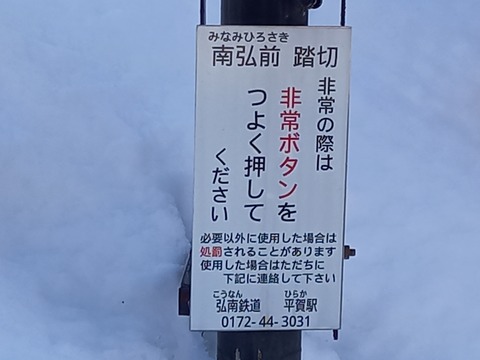 みなみひろさき
南弘前 踏切
非常の際は
非常ボタンを
つよく押して
ください
必要以外に使用した場合は
処罰されることがあります
使用した場合はただちに
下記に連絡して下さい
こうなん ひらか
弘南鉄道 平賀駅
0172-44-3031